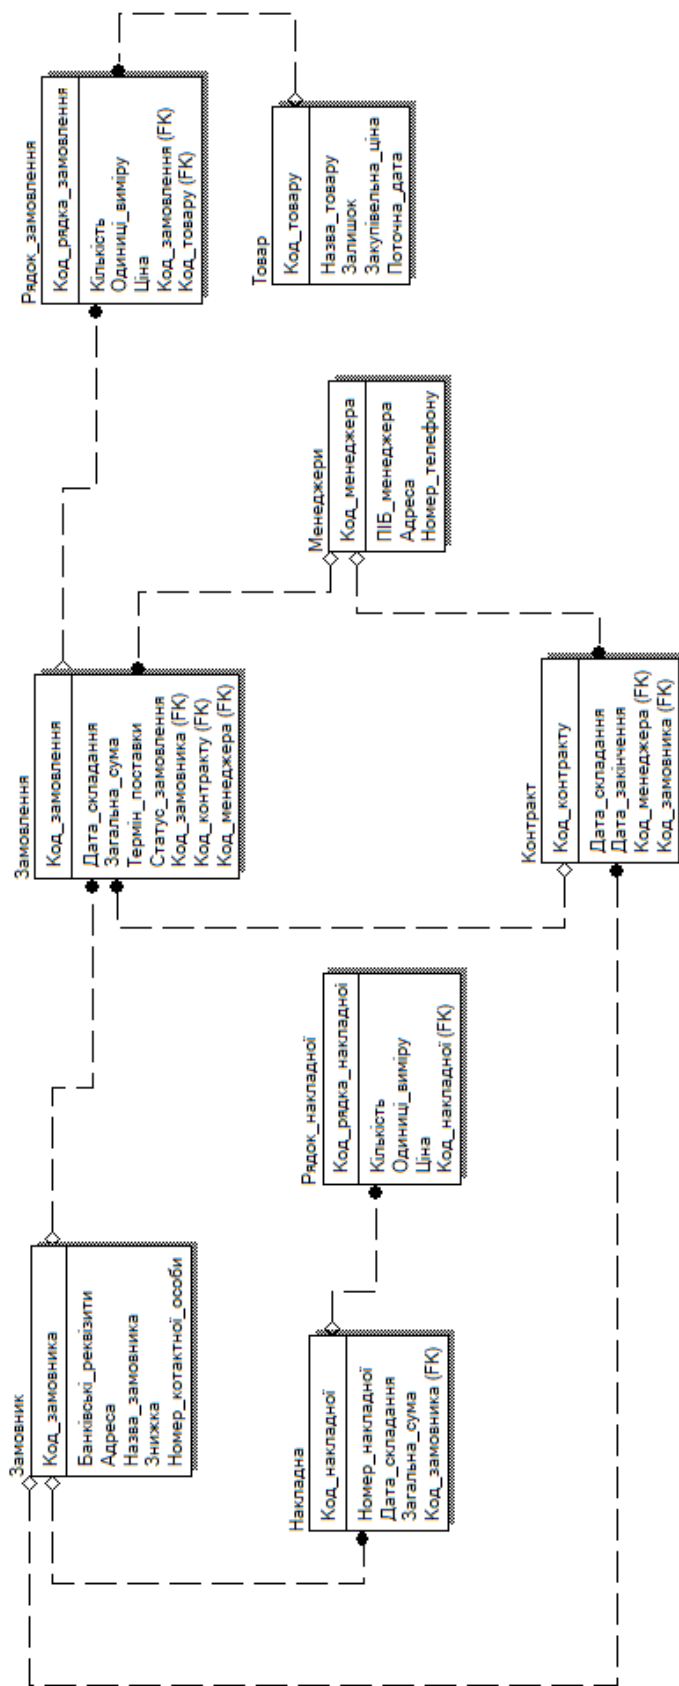 Замовник
Код_замовника
Банківські_реквізити
Адреса
Назва_замовника
Знижка
Номер_котактної_особи
Замовлення
Код_замовлення
Дата_складання
Загальна_сума
Термін_поставки
Статус_замовлення
Код_замовника (FK)
Код_контракту (FK)
Код_менеджера (FK)
Рядок_замовлення
Код_рядка_замовлення
Кількість
Одиниці_виміру
Ціна
Код_замовлення (FK)
Код_товару (FK)
Накладна
Код_накладної
Номер_накладної
Дата_складання
Загальна_сума
Код_замовника (FK)
Рядок_накладної
Код_рядка_накладної
Кількість
Одиниці_виміру
Ціна
Код_накладної (FK)
Менеджери
Код_менеджера
ПІБ_менеджера
Адреса
Номер_телефону
Товар
Код_товару
Назва_товару
Залишок
Закупівельна_ціна
Поточна_дата
Контракт
Код_контракту
Дата_складання
Дата_закінчення
Код_менеджера (FK)
Код_замовника (FK)